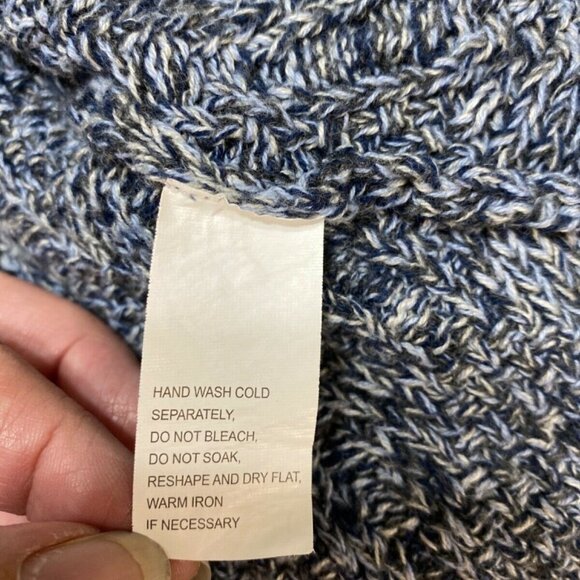 HAND WASH COLD
SEPARATELY,
DO NOT BLEACH,
DO NOT SOAK,
RESHAPE AND DRY FLAT,
WARM IRON
IF NECESSARY